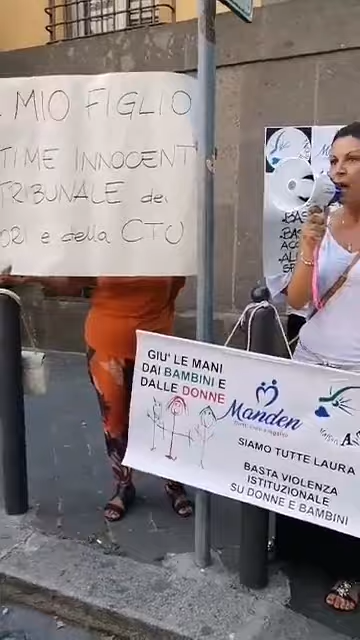 MIO FIGLIO
TIME INNOCENT
TRIBUNALE dei
e della CTU
GIU' LE MANI
DAI BAMBINI E
DALLE DONNE
Manden
SIAMO TUTTE LAURA
BASTA VIOLENZA
ISTITUZIONALE
SU DONNE E BAMBINI